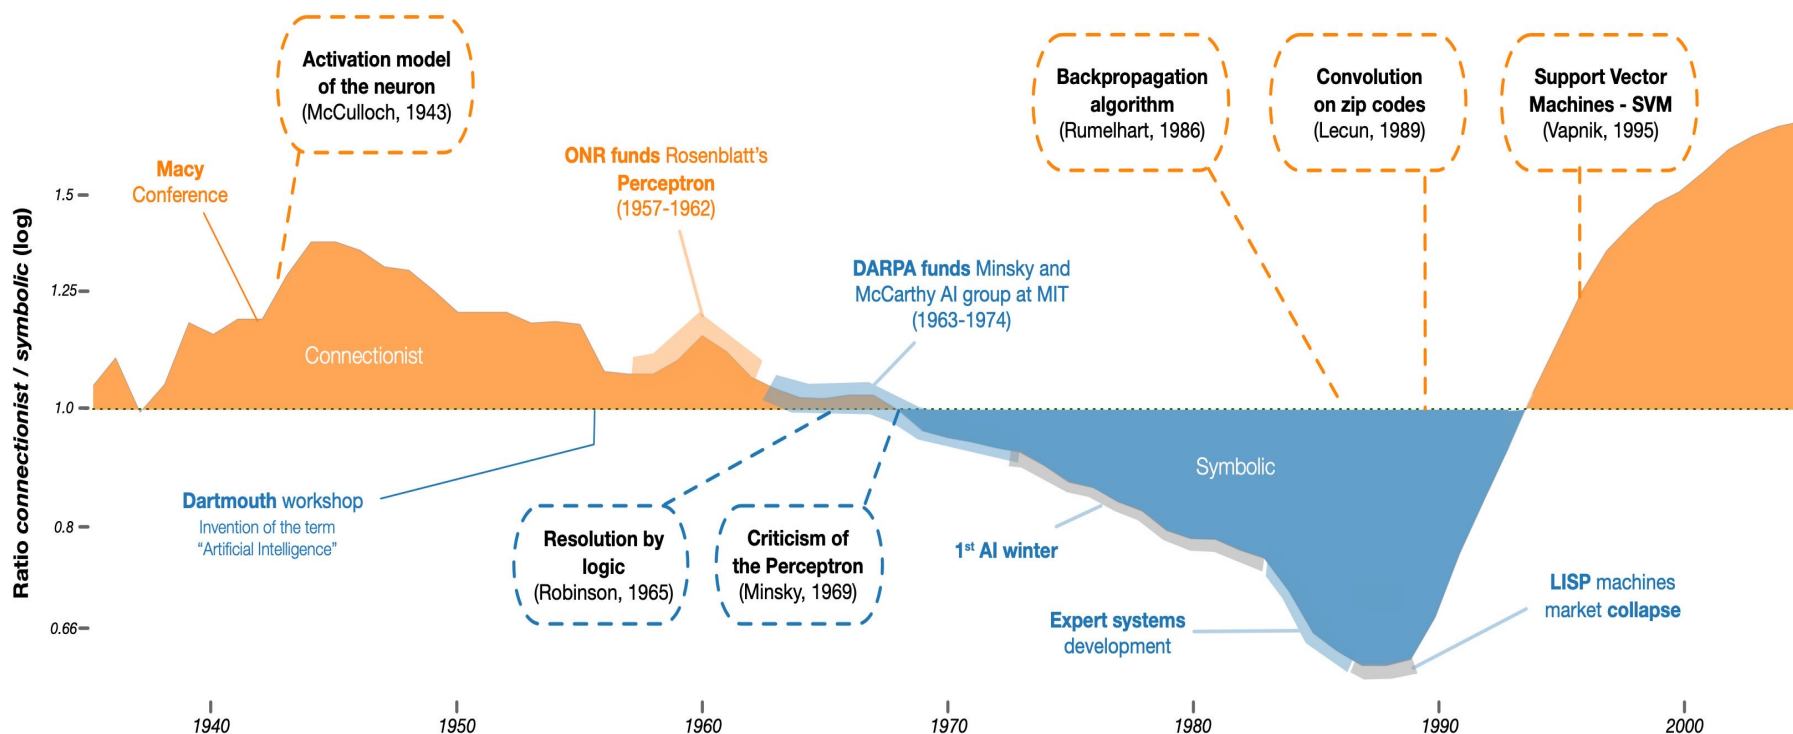 Activation model
of the neuron
(McCulloch, 1943)
Macy
Conference
ONR funds Rosenblatt's
Perceptron
(1957-1962)
DARPA funds Minsky and
McCarthy AI group at MIT
(1963-1974)
Backpropagation
algorithm
(Rumelhart, 1986)
Convolution
on zip codes
(Lecun, 1989)
Support Vector
Machines - SVM
(Vapnik, 1995)
Ratio connectionist / symbolic (log)
1.5
1.25
1.0
0.8
0.66
Connectionist
Symbolic
Dartmouth workshop
Invention of the term
“Artificial Intelligence”
Resolution by
logic
(Robinson, 1965)
Criticism of
the Perceptron
(Minsky, 1969)
1st AI winter
Expert systems
development
LISP machines
market collapse
1940
1950
1960
1970
1980
1990
2000